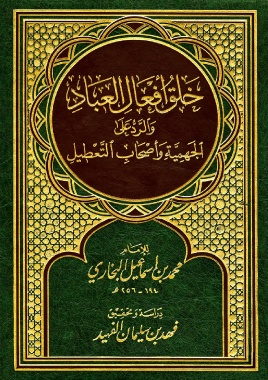 خلق أفعال العباد
والرد على
الجهمية وأصحاب التعطيل
للإمام
محمد بن إسماعيل البخاري
١٩٤ - ٢٥٦ هـ
دراسة وتحقيق
فهد بن سليمان الفهيد